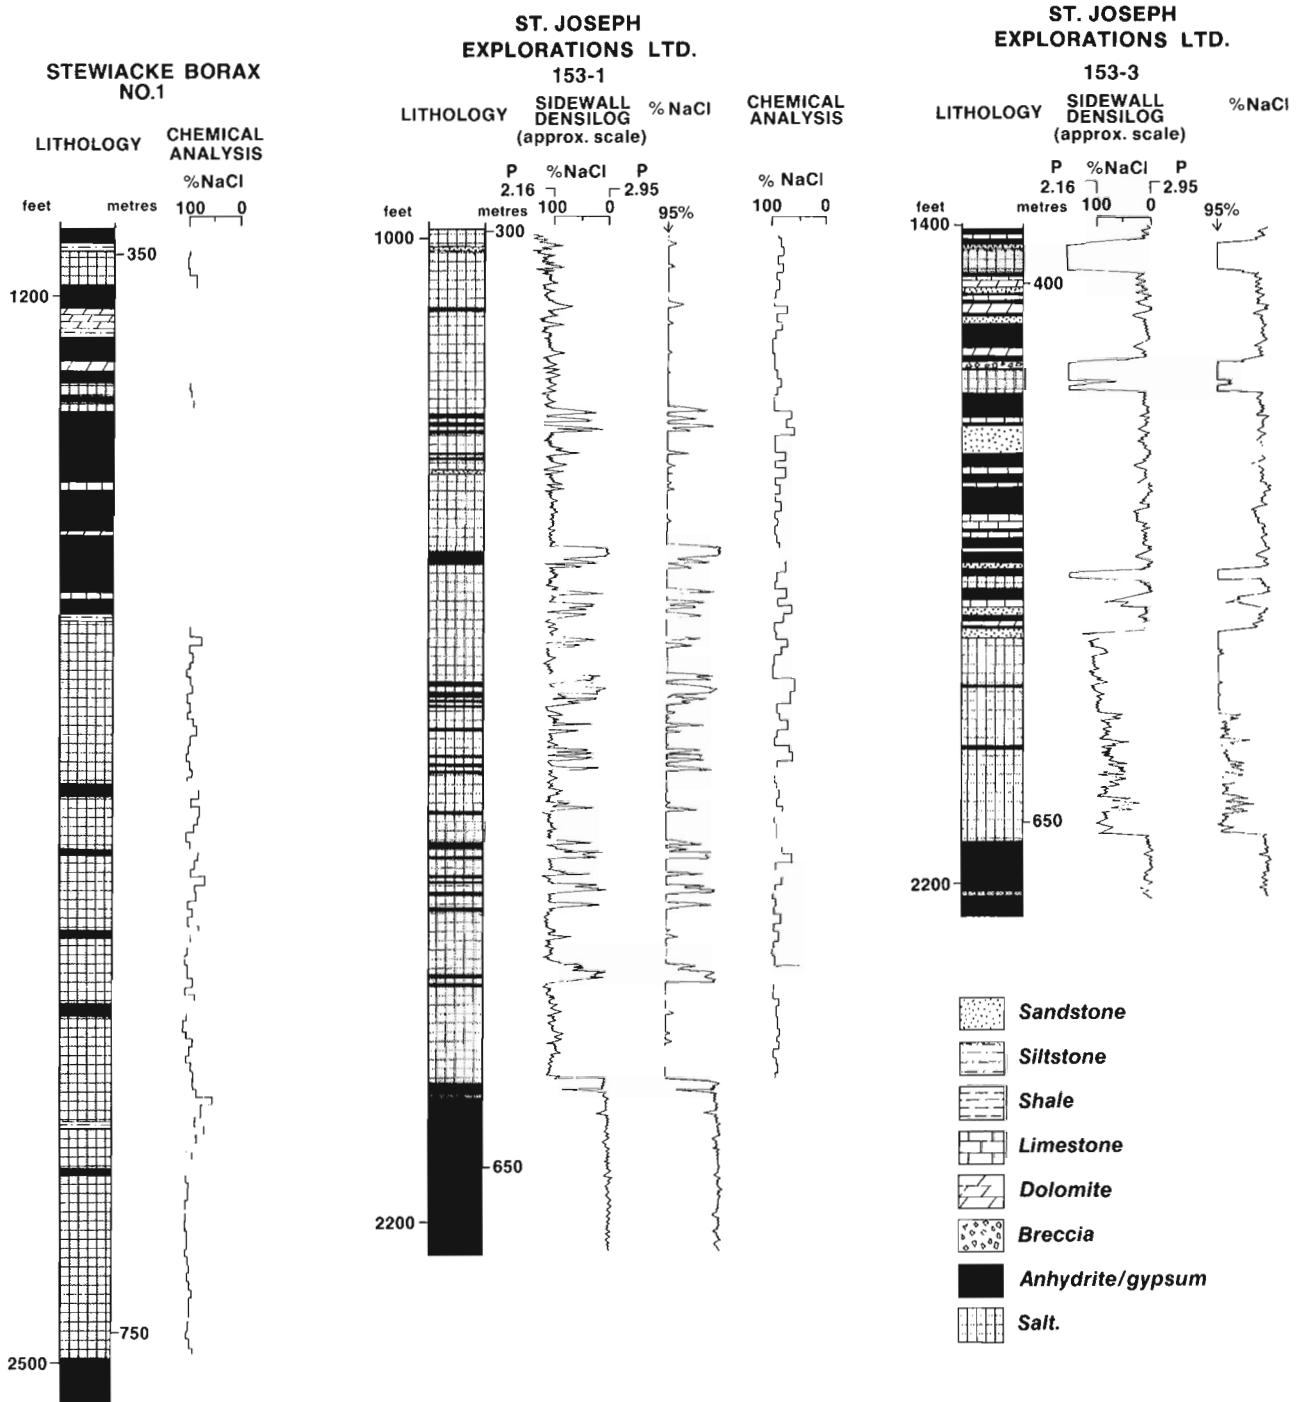 STEWIACKE BORAX
NO.1
LITHOLOGY
CHEMICAL
ANALYSIS
%NaCl
100 0
feet metres
350
1200
750
2500
ST. JOSEPH
EXPLORATIONS LTD.
153-1
LITHOLOGY
SIDEWALL
DENSILOG
(approx. scale)
% NaCl
CHEMICAL
ANALYSIS
P %NaCl P
2.16 2.95
100 0
95%
% NaCl
100 0
feet metres
1000
300
650
2200
ST. JOSEPH
EXPLORATIONS LTD.
153-3
LITHOLOGY
SIDEWALL
DENSILOG
(approx. scale)
%NaCl
P %NaCl P
2.16 2.95
100 0
95%
feet metres
1400
400
650
2200
Sandstone
Siltstone
Shale
Limestone
Dolomite
Breccia
Anhydrite/gypsum
Salt.